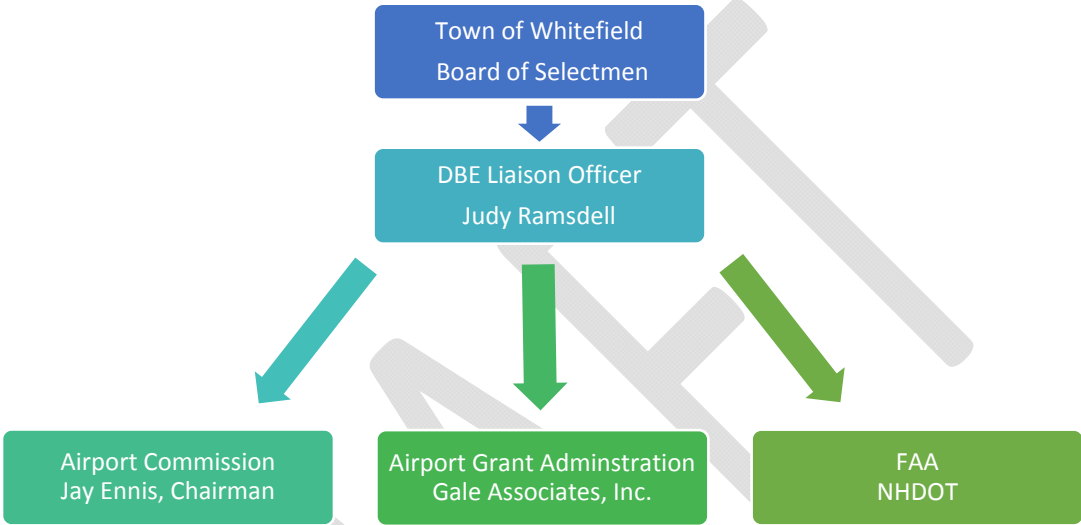 Town of Whitefield
Board of Selectmen
DBE Liaison Officer
Judy Ramsdell
Airport Commission
Jay Ennis, Chairman
Airport Grant Adminstration
Gale Associates, Inc.
FAA
NHDOT